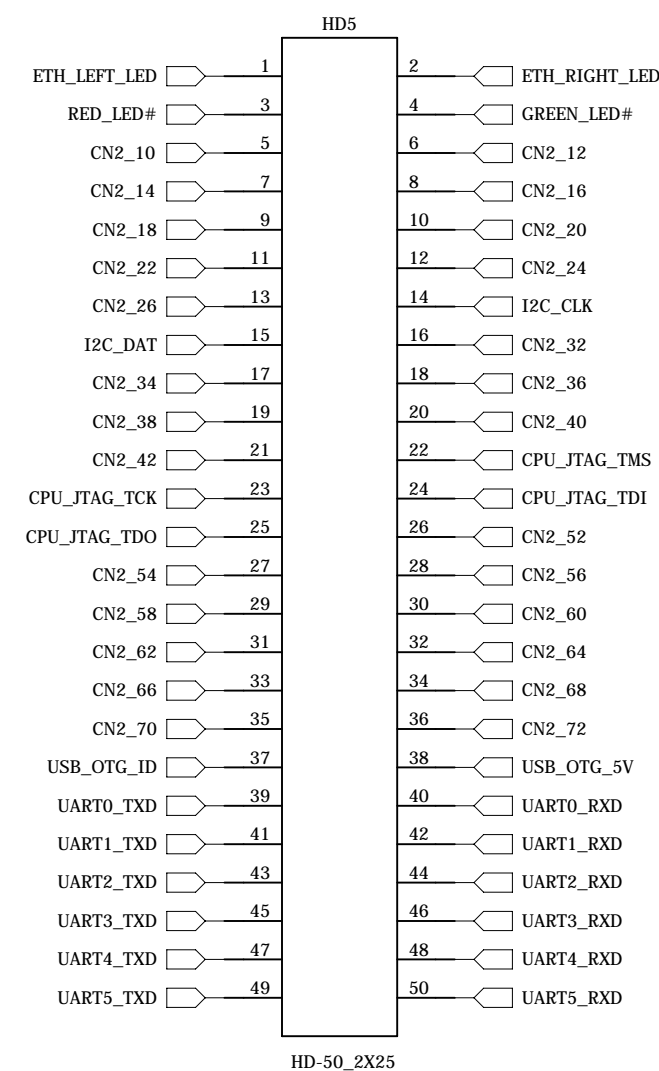 HD5
ETH_LEFT_LED 1 2 ETH_RIGHT_LED
RED_LED# 3 4 GREEN_LED#
CN2_10 5 6 CN2_12
CN2_14 7 8 CN2_16
CN2_18 9 10 CN2_20
CN2_22 11 12 CN2_24
CN2_26 13 14 I2C_CLK
I2C_DAT 15 16 CN2_32
CN2_34 17 18 CN2_36
CN2_38 19 20 CN2_40
CN2_42 21 22 CPU_JTAG_TMS
CPU_JTAG_TCK 23 24 CPU_JTAG_TDI
CPU_JTAG_TDO 25 26 CN2_52
CN2_54 27 28 CN2_56
CN2_58 29 30 CN2_60
CN2_62 31 32 CN2_64
CN2_66 33 34 CN2_68
CN2_70 35 36 CN2_72
USB_OTG_ID 37 38 USB_OTG_5V
UART0_TXD 39 40 UART0_RXD
UART1_TXD 41 42 UART1_RXD
UART2_TXD 43 44 UART2_RXD
UART3_TXD 45 46 UART3_RXD
UART4_TXD 47 48 UART4_RXD
UART5_TXD 49 50 UART5_RXD
HD-50_2X25